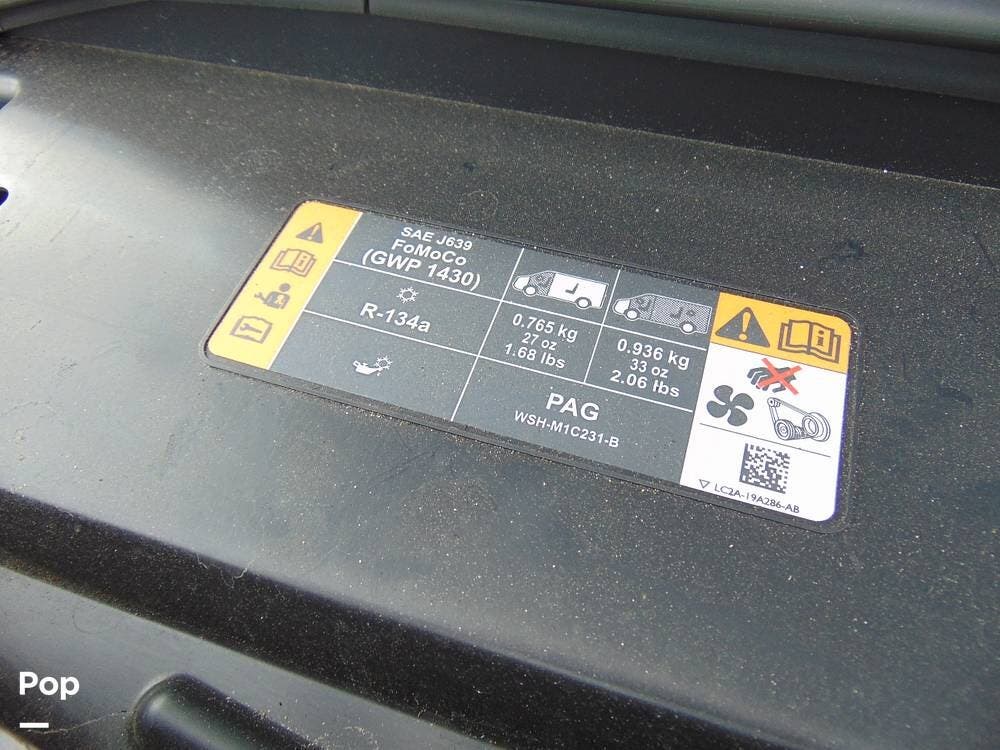 SAE J639
FoMoCo
(GWP 1430)
R-134a
0.765 kg
27 oz
1.68 lbs
0.936 kg
33 oz
2.06 lbs
PAG
WSH-M1C231-B
LC2A-19A286-AB
Pop